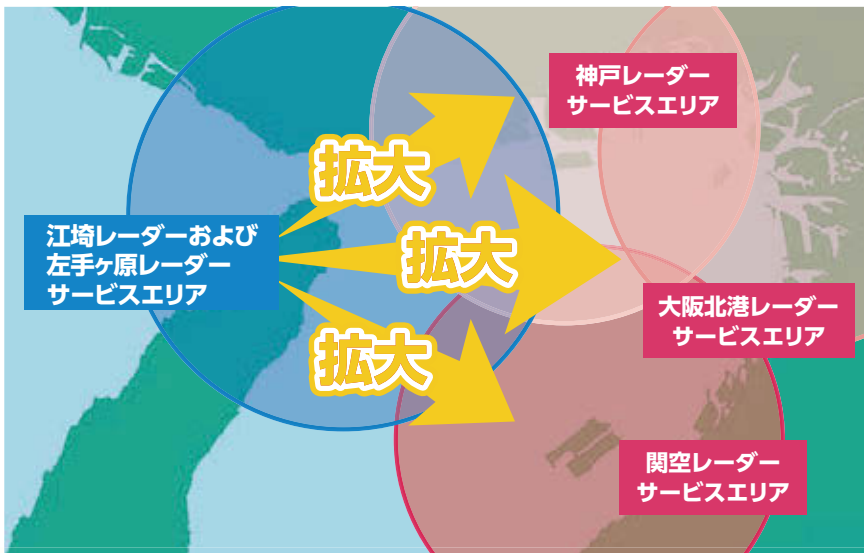 神戸レーダー
サービスエリア
拡大
江埼レーダーおよび
左手ヶ原レーダー
サービスエリア
拡大
大阪北港レーダー
サービスエリア
拡大
関空レーダー
サービスエリア